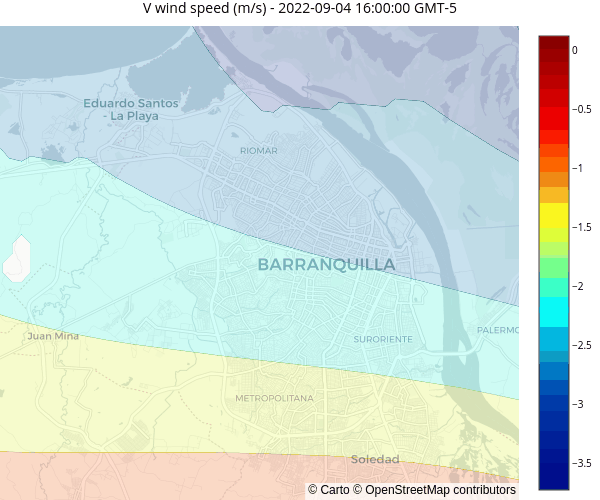 V wind speed (m/s) - 2022-09-04 16:00:00 GMT-5
0
−0.5
−1
−1.5
−2
−2.5
−3
−3.5
Eduardo Santos
- La Playa
RIOMAR
BARRANQUILLA
PALERMO
Juan Mina
SURORIENTE
METROPOLITANA
Soledad
© Carto © OpenStreetMap contributors